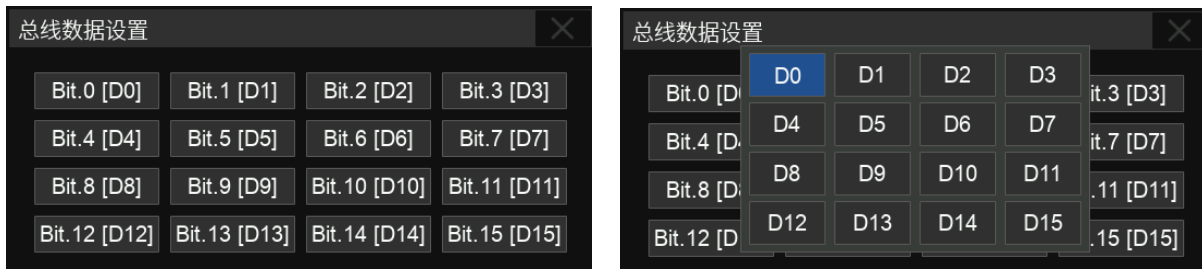 总线数据设置
Bit.0 [D0] Bit.1 [D1] Bit.2 [D2] Bit.3 [D3]
Bit.4 [D4] Bit.5 [D5] Bit.6 [D6] Bit.7 [D7]
Bit.8 [D8] Bit.9 [D9] Bit.10 [D10] Bit.11 [D11]
Bit.12 [D12] Bit.13 [D13] Bit.14 [D14] Bit.15 [D15]
总线数据设置
D0 D1 D2 D3
D4 D5 D6 D7
D8 D9 D10 D11
D12 D13 D14 D15
Bit.0 [D it.3 [D3]
Bit.4 [D it.7 [D7]
Bit.8 [D .11 [D11]
Bit.12 [D .15 [D15]